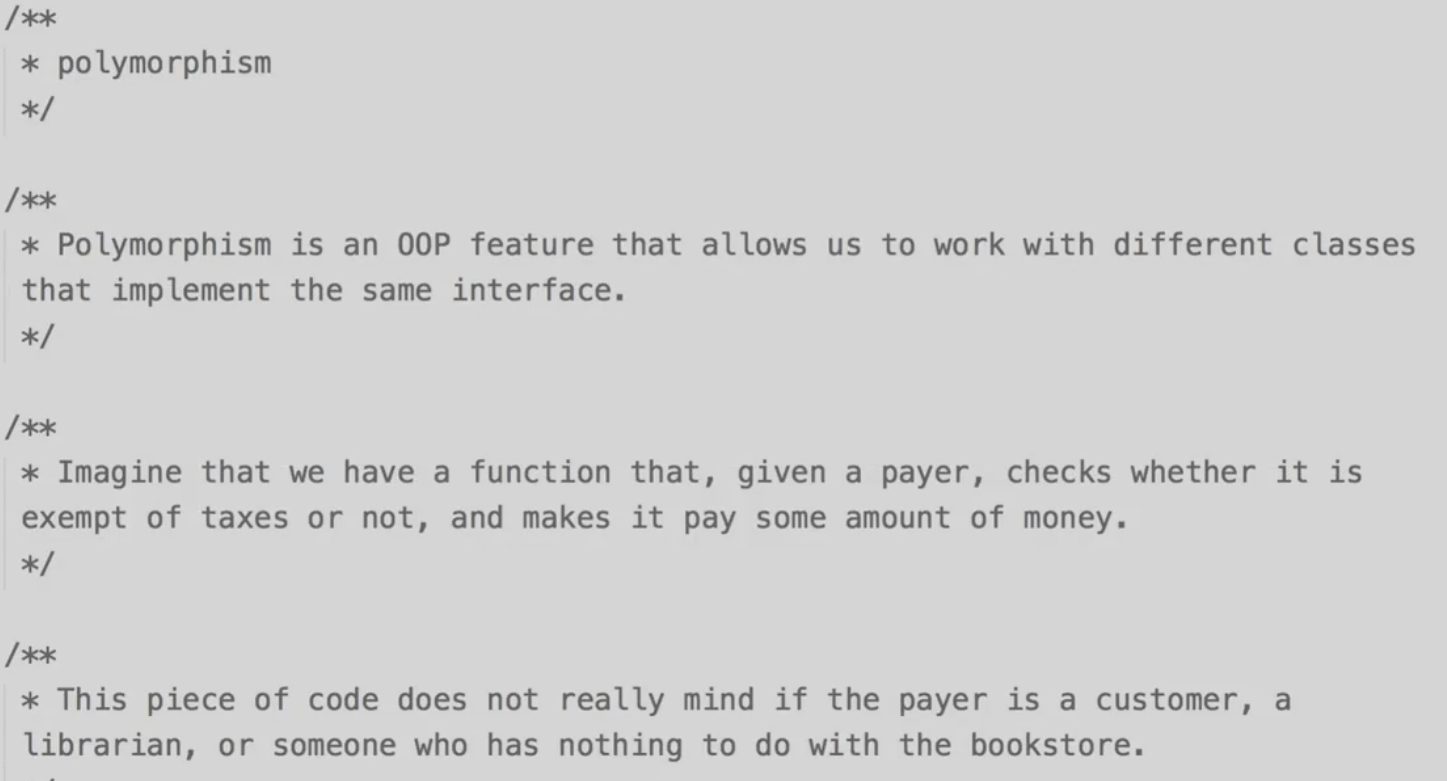 /**
* polymorphism
*/
/**
* Polymorphism is an OOP feature that allows us to work with different classes
that implement the same interface.
*/
/**
* Imagine that we have a function that, given a payer, checks whether it is
exempt of taxes or not, and makes it pay some amount of money.
*/
/**
* This piece of code does not really mind if the payer is a customer, a
librarian, or someone who has nothing to do with the bookstore.